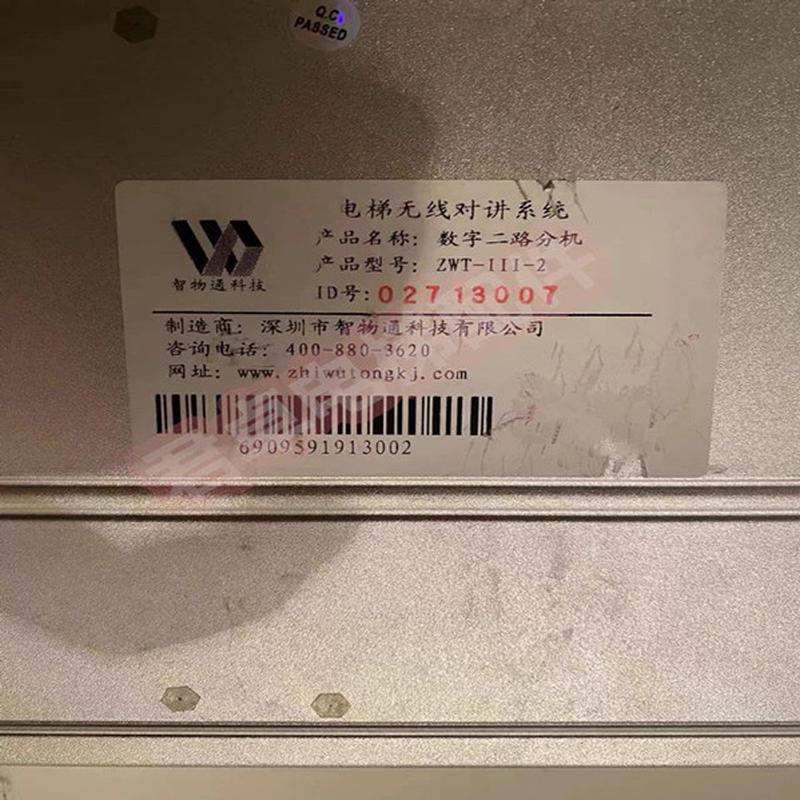 Q.C
PASSED
电梯无线对讲系统
产品名称：数字二路分机
产品型号：ZWT-III-2
ID号:02713007
智物通科技
制造商：深圳市智物通科技有限公司
咨询电话：400-880-3620
网址：www.zhiwutongkj.com
6909591913002